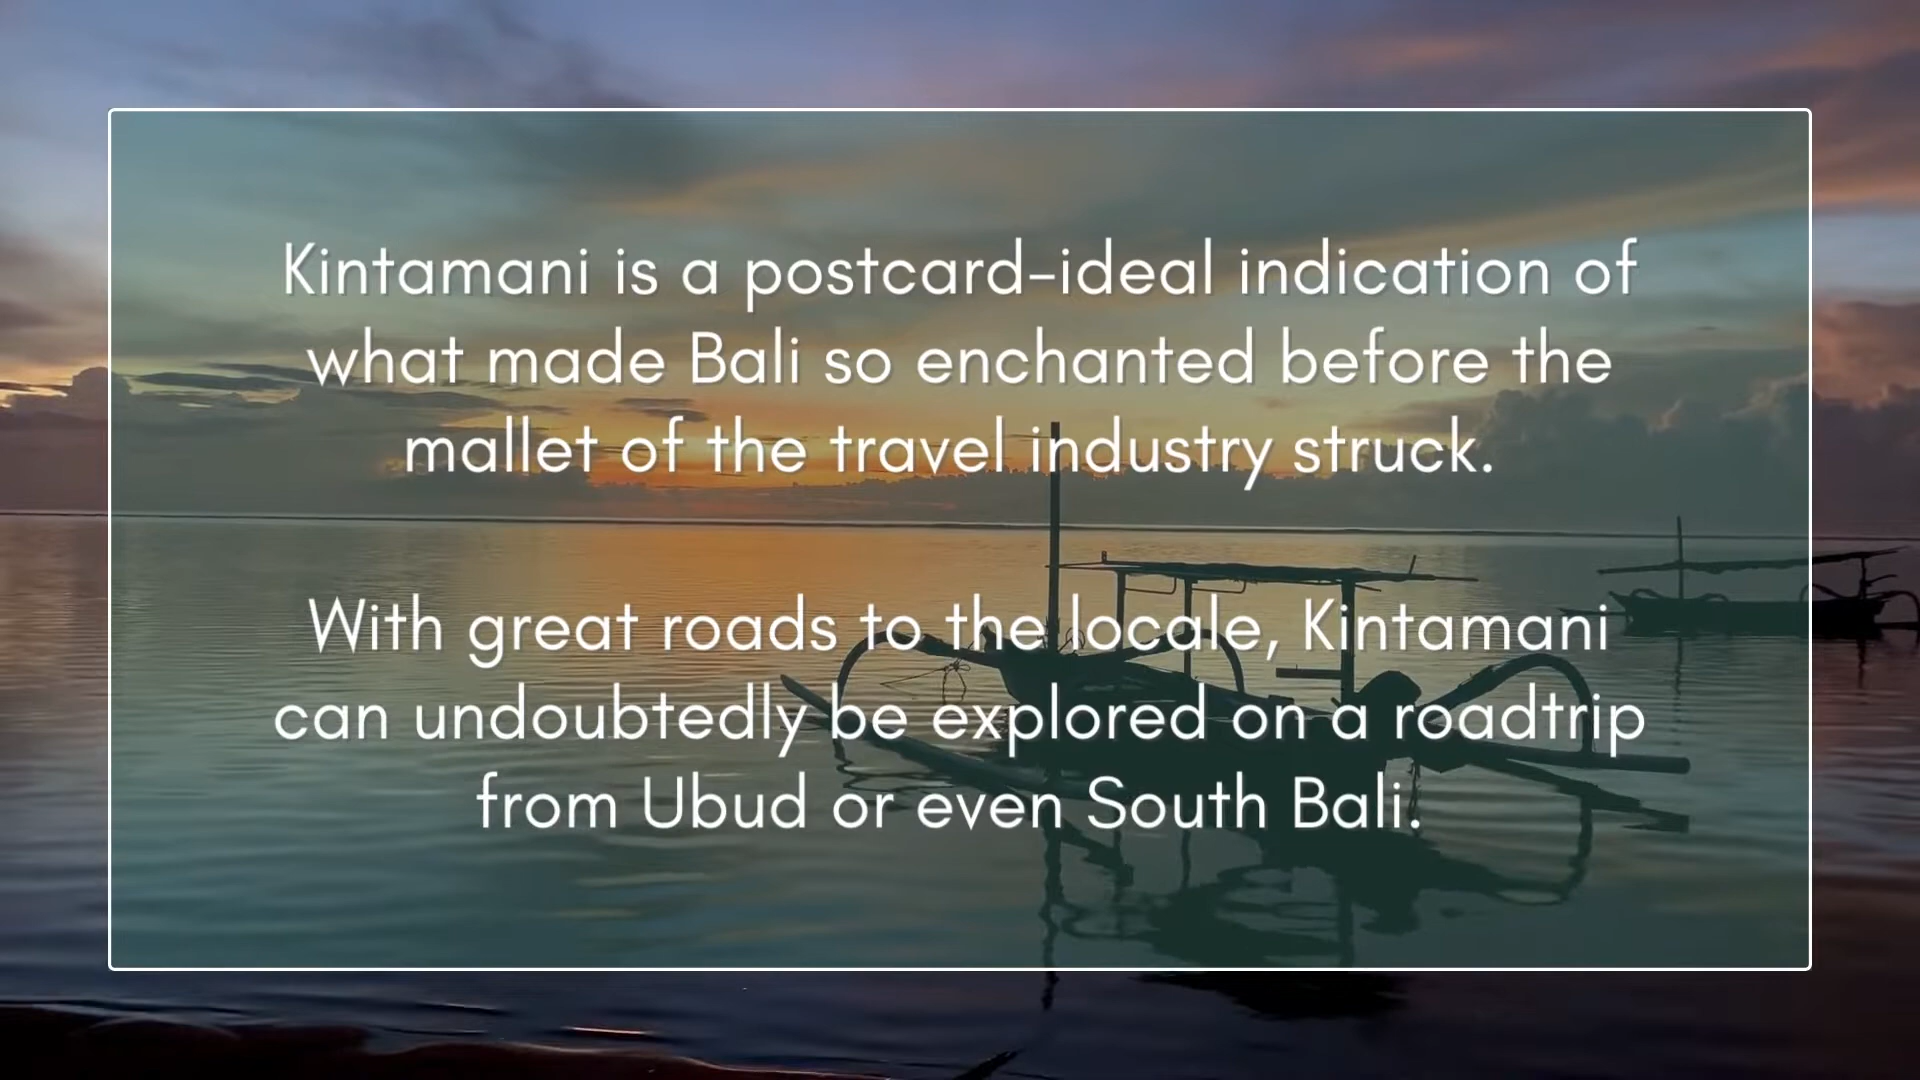 Kintamani is a postcard-ideal indication of
what made Bali so enchanted before the
mallet of the travel industry struck.
With great roads to the locale, Kintamani
can undoubtedly be explored on a roadtrip
from Ubud or even South Bali.